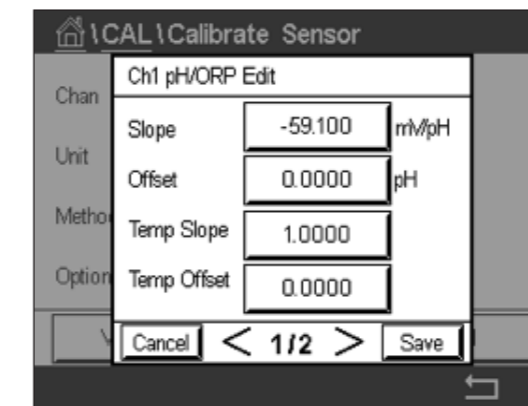 \CAL\Calibrate Sensor
Ch1 pH/ORP Edit
Chan
Slope -59.100 mV/pH
Unit
Offset 0.0000 pH
Temp Slope 1.0000
Option
Temp Offset 0.0000
Cancel < 1/2 > Save